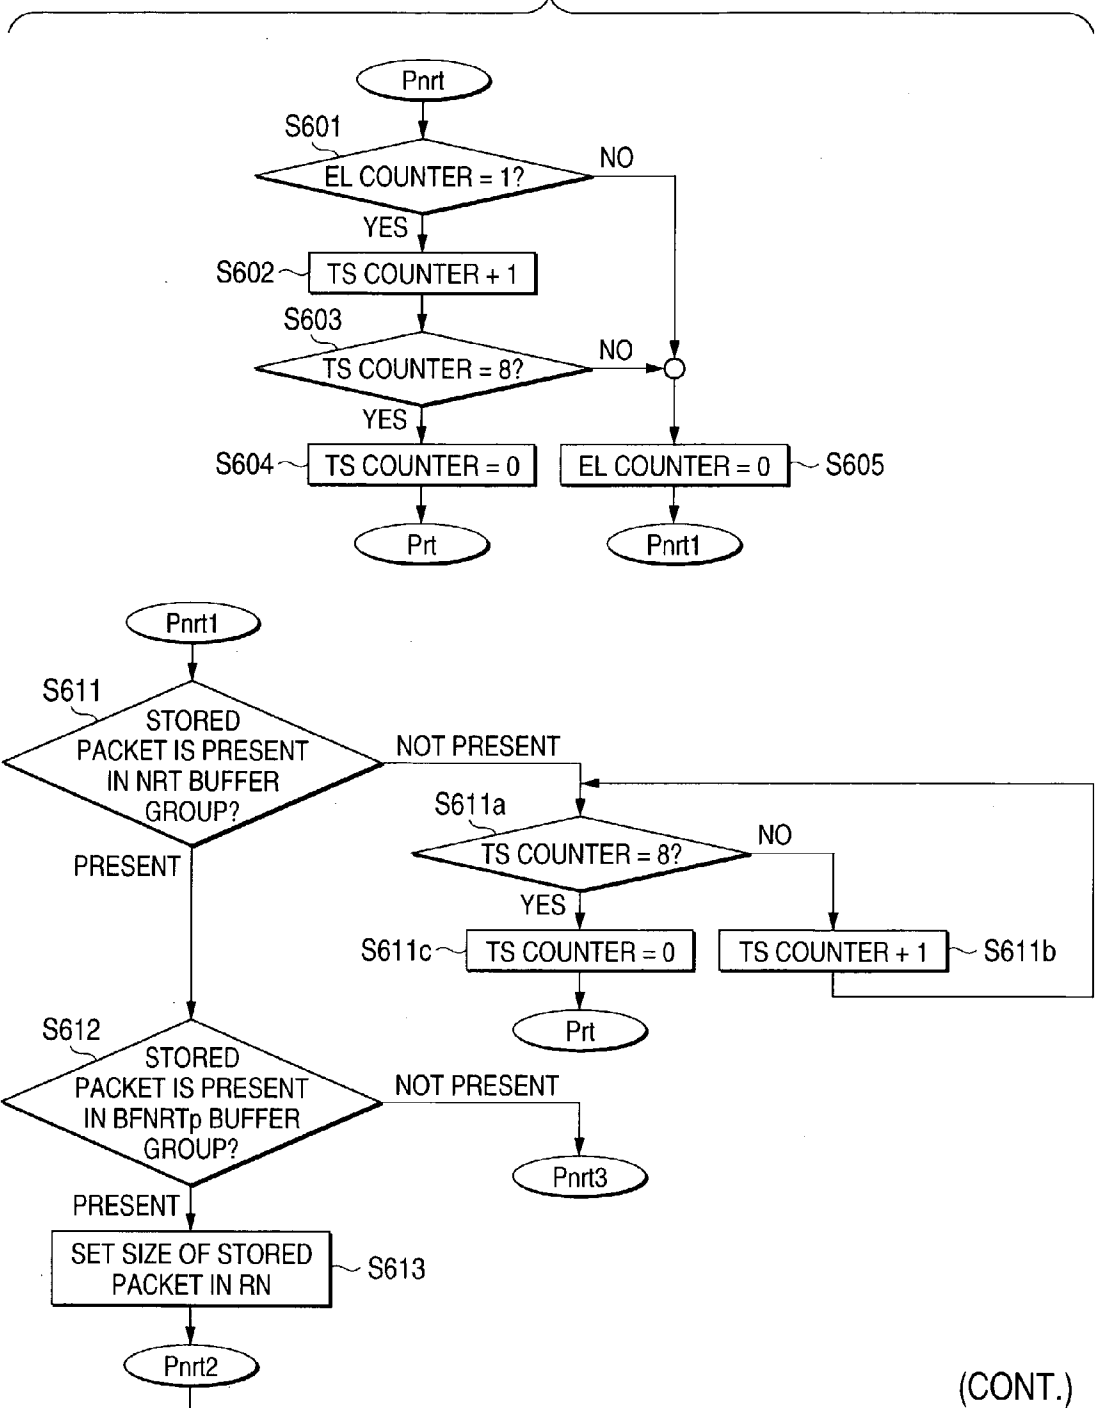 Pnrt
S601
EL COUNTER = 1?
NO
YES
S602
TS COUNTER + 1
S603
TS COUNTER = 8?
NO
YES
S604
TS COUNTER = 0
EL COUNTER = 0
S605
Prt
Pnrt1
Pnrt1
S611
STORED
PACKET IS PRESENT
IN NRT BUFFER
GROUP?
NOT PRESENT
PRESENT
S611a
TS COUNTER = 8?
NO
YES
S611c
TS COUNTER = 0
TS COUNTER + 1
S611b
Prt
S612
STORED
PACKET IS PRESENT
IN BFNRTp BUFFER
GROUP?
NOT PRESENT
Pnrt3
PRESENT
SET SIZE OF STORED
PACKET IN RN
S613
Pnrt2
(CONT.)